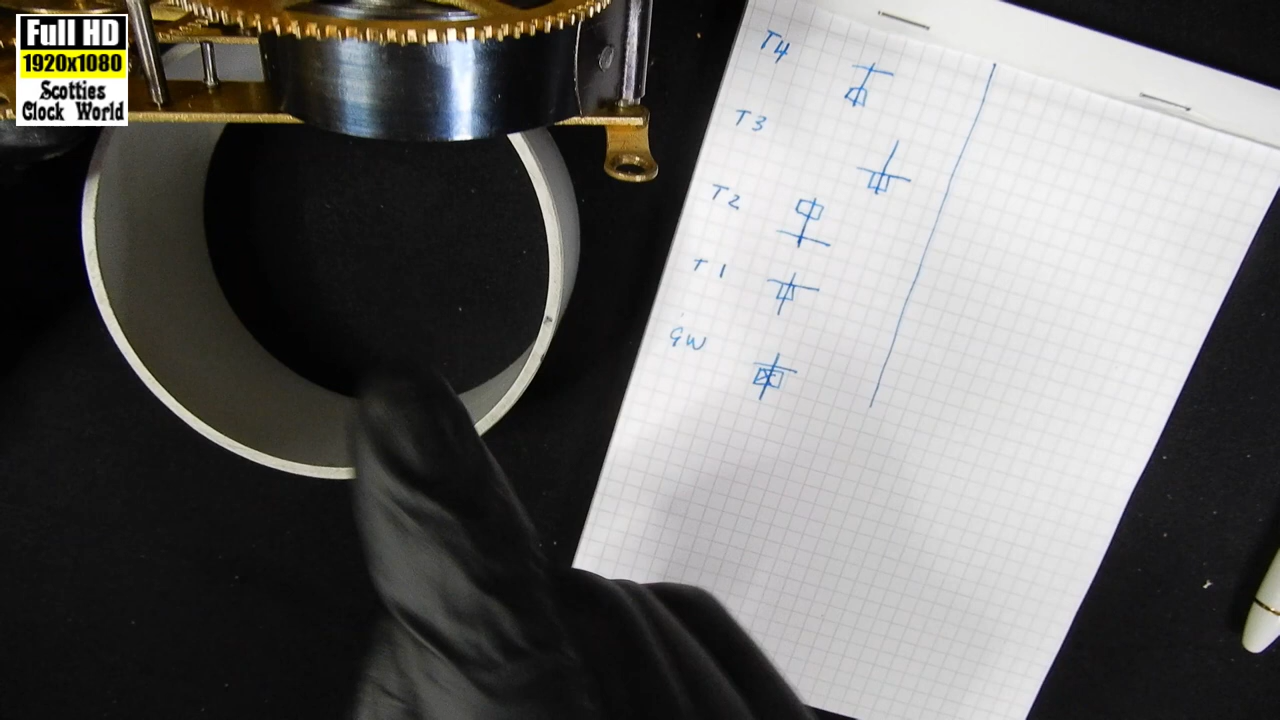 Full HD
1920x1080
Scotties
Clock World
T4
T3
T2
T1
GW